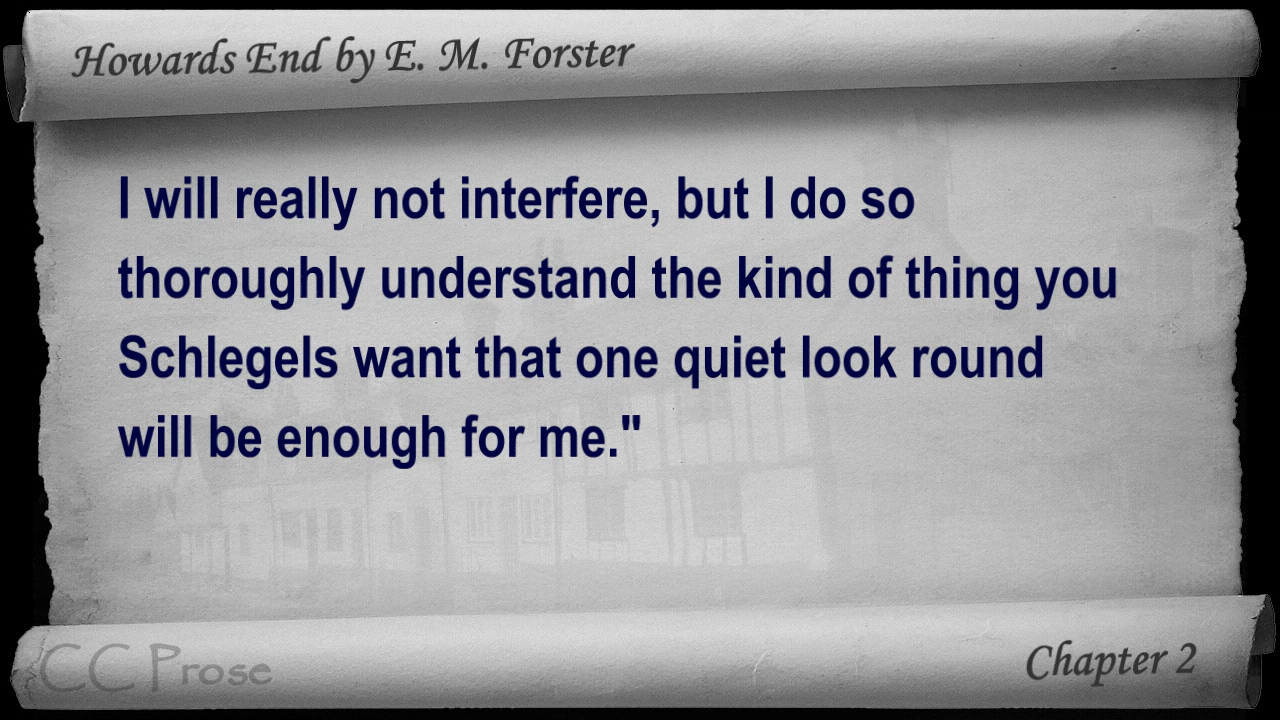 Howards End by E. M. Forster
I will really not interfere, but I do so
thoroughly understand the kind of thing you
Schlegels want that one quiet look round
will be enough for me."
CC Prose
Chapter 2